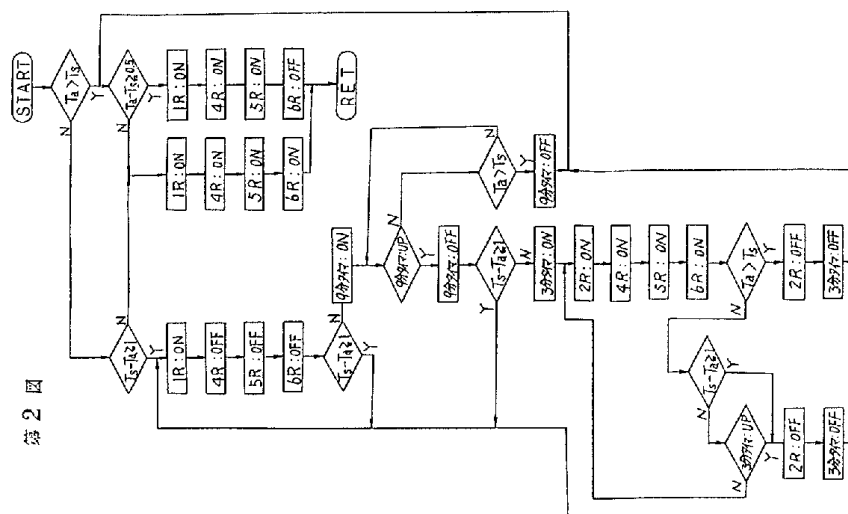 第2図
START
Ta>Ts
N
Y
Ta-Ts≧0.5
N
Y
1R:ON
4R:ON
5R:ON
6R:OFF
1R:ON
4R:ON
5R:ON
6R:ON
RET
Ts-Ta≧1
N
Y
1R:ON
4R:OFF
5R:OFF
6R:OFF
Ts-Ta≧1
N
Y
9分タイマ:ON
9分タイマ:UP
N
Y
Ta>Ts
N
Y
9分タイマ:OFF
9分タイマ:OFF
Ts-Ta≧1
Y
N
3分タイマ:ON
2R:ON
4R:ON
5R:ON
6R:ON
Ta>Ts
N
Y
2R:OFF
3分タイマ:OFF
Ts-Ta≧1
N
Y
3分タイマ:UP
N
Y
2R:OFF
3分タイマ:OFF